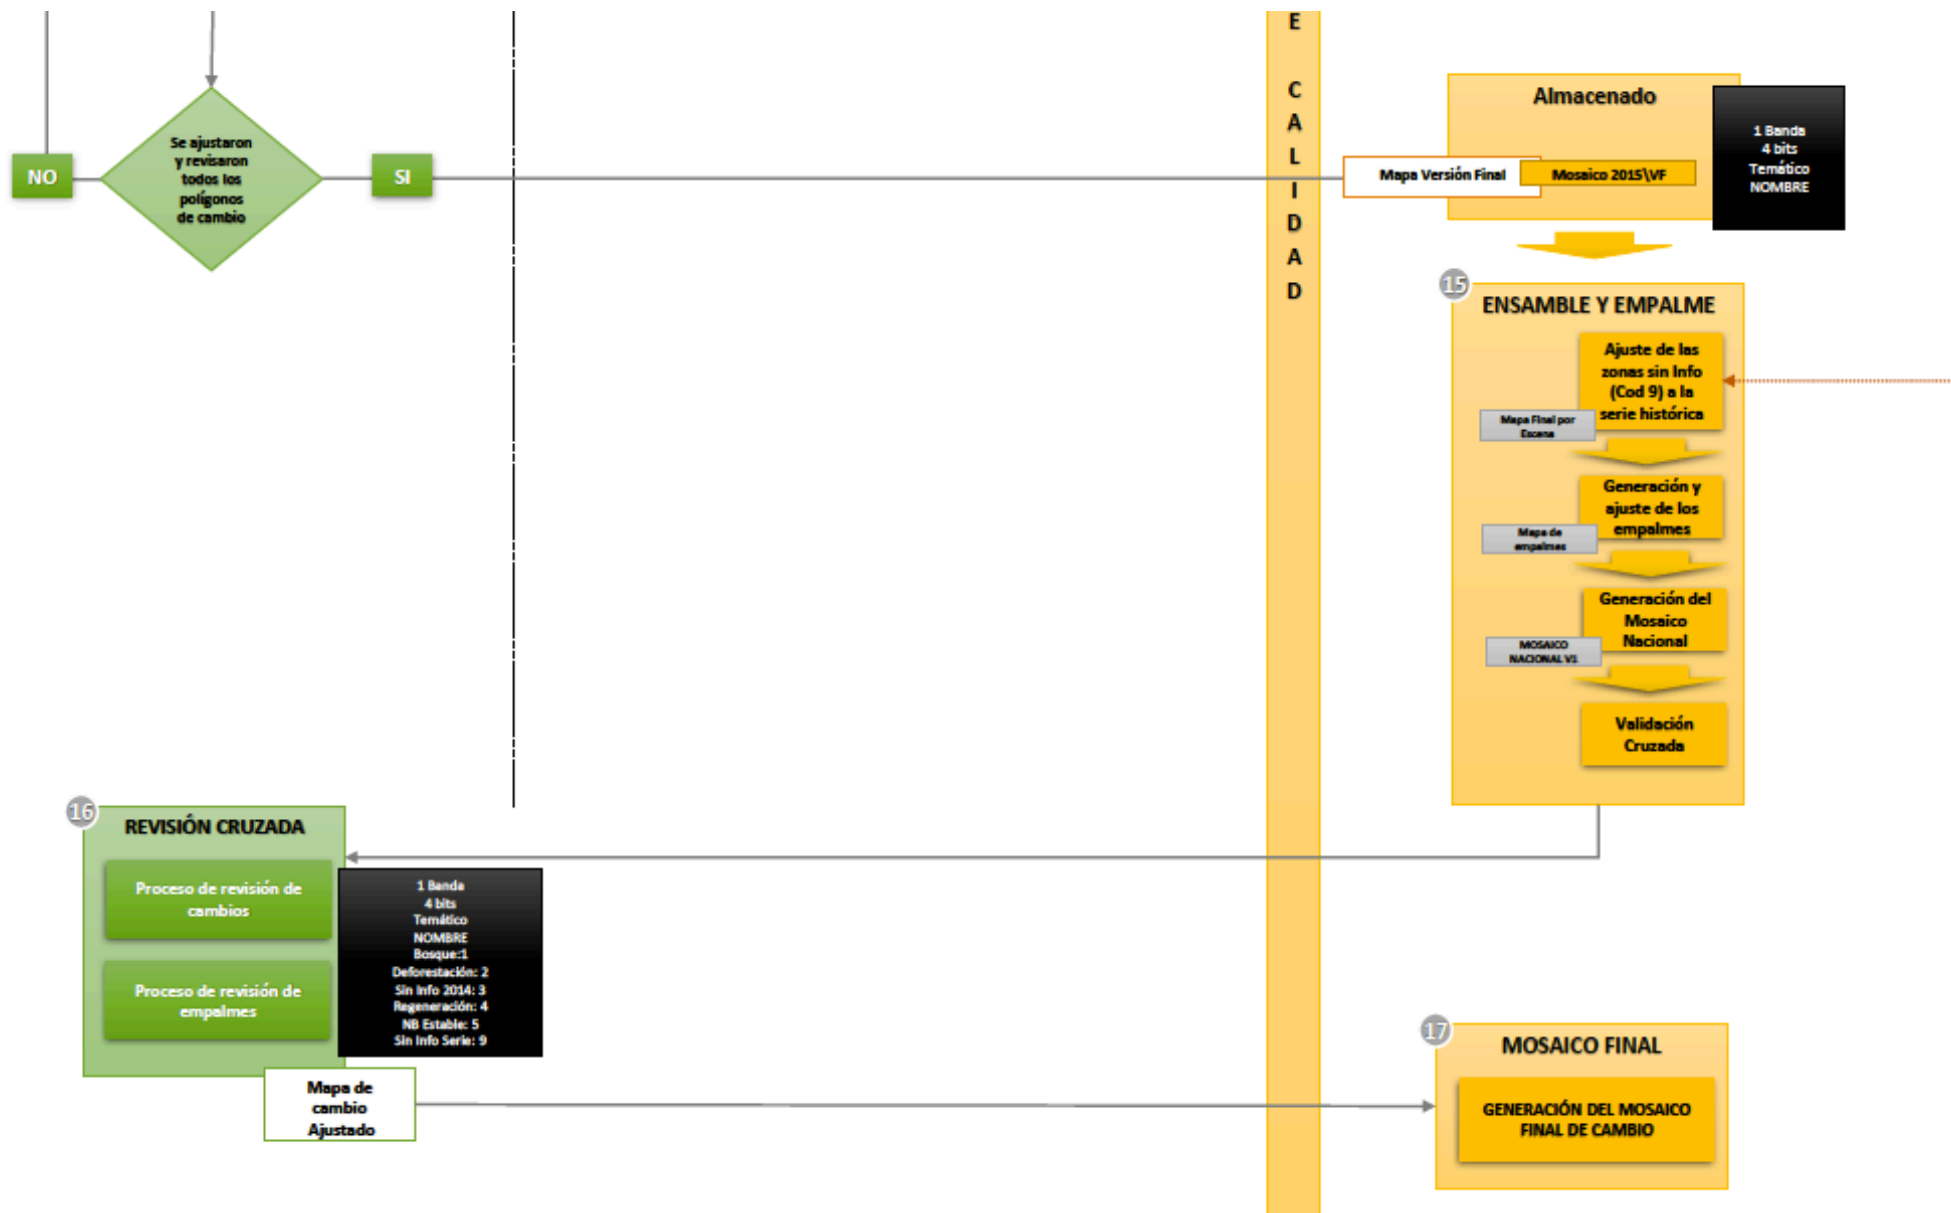 E
C
A
L
I
D
A
D
Se ajustaron
y revisaron
todos los
polígonos
de cambio
NO
SI
Almacenado
Mapa Versión Final
Mosaico 2015\VF
1 Banda
4 bits
Temático
NOMBRE
15
ENSAMBLE Y EMPALME
Ajuste de las
zonas sin Info
(Cod 9) a la
serie histórica
Mapa Final por
Escena
Generación y
ajuste de los
empalmes
Mapa de
empalmes
Generación del
Mosaico
Nacional
MOSAICO
NACIONAL V1
Validación
Cruzada
16
REVISIÓN CRUZADA
Proceso de revisión de
cambios
Proceso de revisión de
empalmes
1 Banda
4 bits
Temático
NOMBRE
Bosque:1
Deforestación: 2
Sin Info 2014: 3
Regeneración: 4
NB Estable: 5
Sin Info Serie: 9
Mapa de
cambio
Ajustado
17
MOSAICO FINAL
GENERACIÓN DEL MOSAICO
FINAL DE CAMBIO